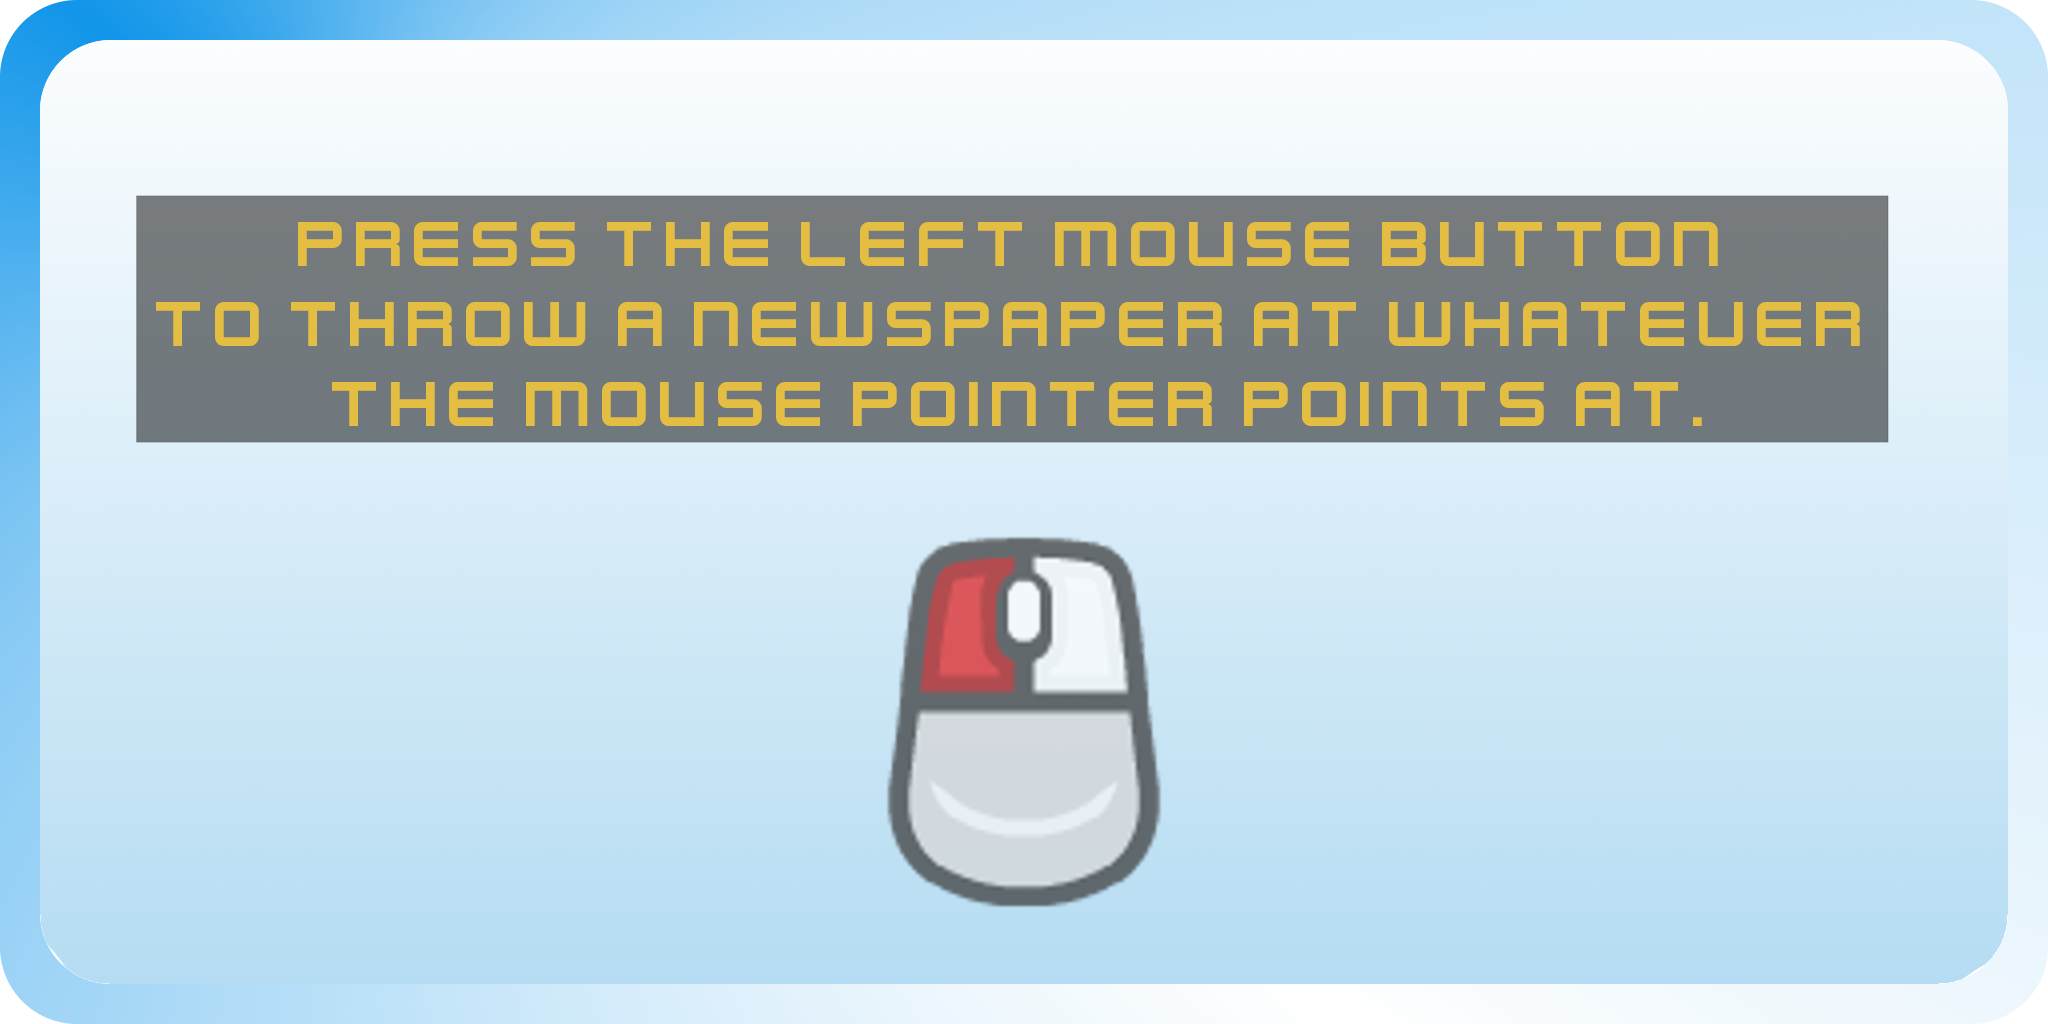 PRESS THE LEFT MOUSE BUTTON
TO THROW A NEWSPAPER AT WHATEVER
THE MOUSE POINTER POINTS AT.